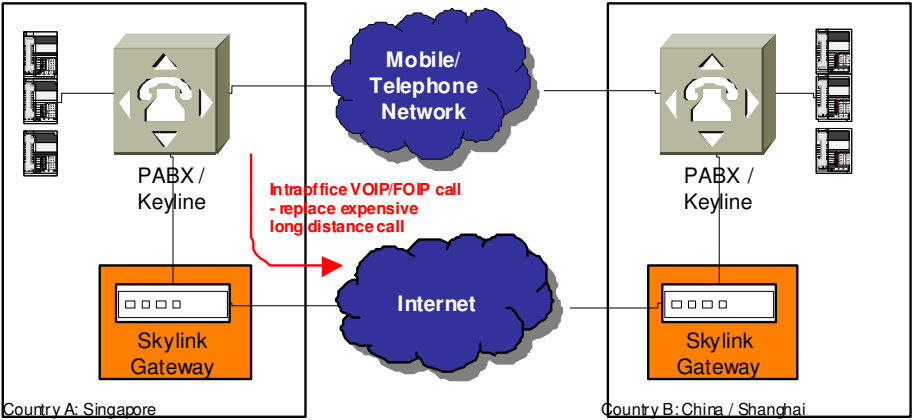 Mobile/
Telephone
Network
PABX /
Keyline
PABX /
Keyline
Intraoffice VOIP/FOIP call
- replace expensive
long distance call
Internet
Skylink
Gateway
Skylink
Gateway
Country A: Singapore
Country B: China / Shanghai